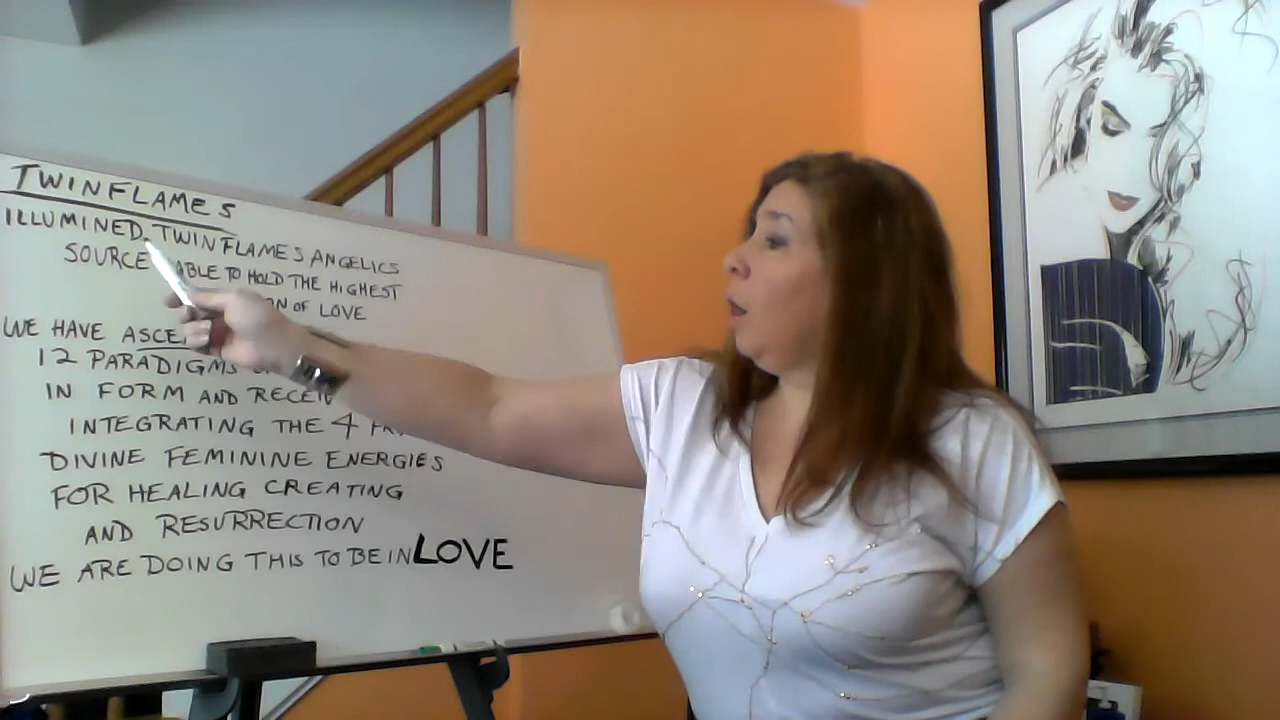 TWINFLAMES
ILLUMINED-TWINFLAMES ANGELICS
SOURCE ABLE TO HOLD THE HIGHEST
OF LOVE
WE HAVE
12 PARADIGMS
IN FORM AND
INTEGRATING THE 4
DIVINE FEMININE ENERGIES
FOR HEALING CREATING
AND RESURRECTION
WE ARE DOING THIS TO BE IN LOVE